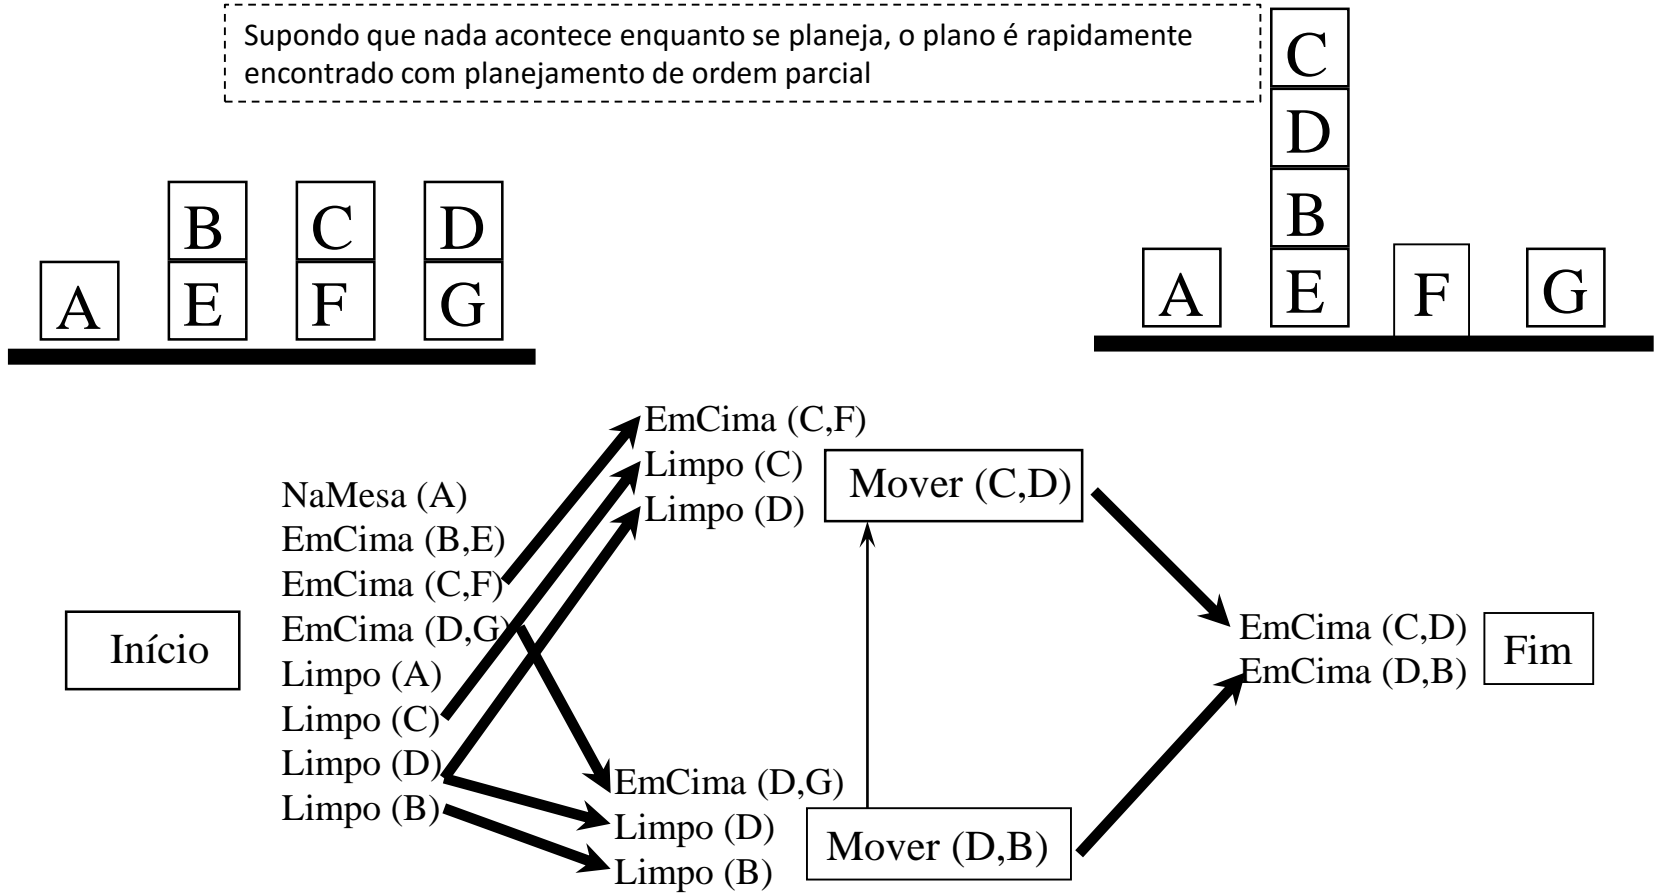 Supondo que nada acontece enquanto se planeja, o plano é rapidamente
encontrado com planejamento de ordem parcial
B C D
A E F G
C
D
B
A E F G
Início
NaMesa (A)
EmCima (B,E)
EmCima (C,F)
EmCima (D,G)
Limpo (A)
Limpo (C)
Limpo (D)
Limpo (B)
EmCima (C,F)
Limpo (C)
Limpo (D)
Mover (C,D)
EmCima (D,G)
Limpo (D)
Limpo (B)
Mover (D,B)
EmCima (C,D)
EmCima (D,B)
Fim